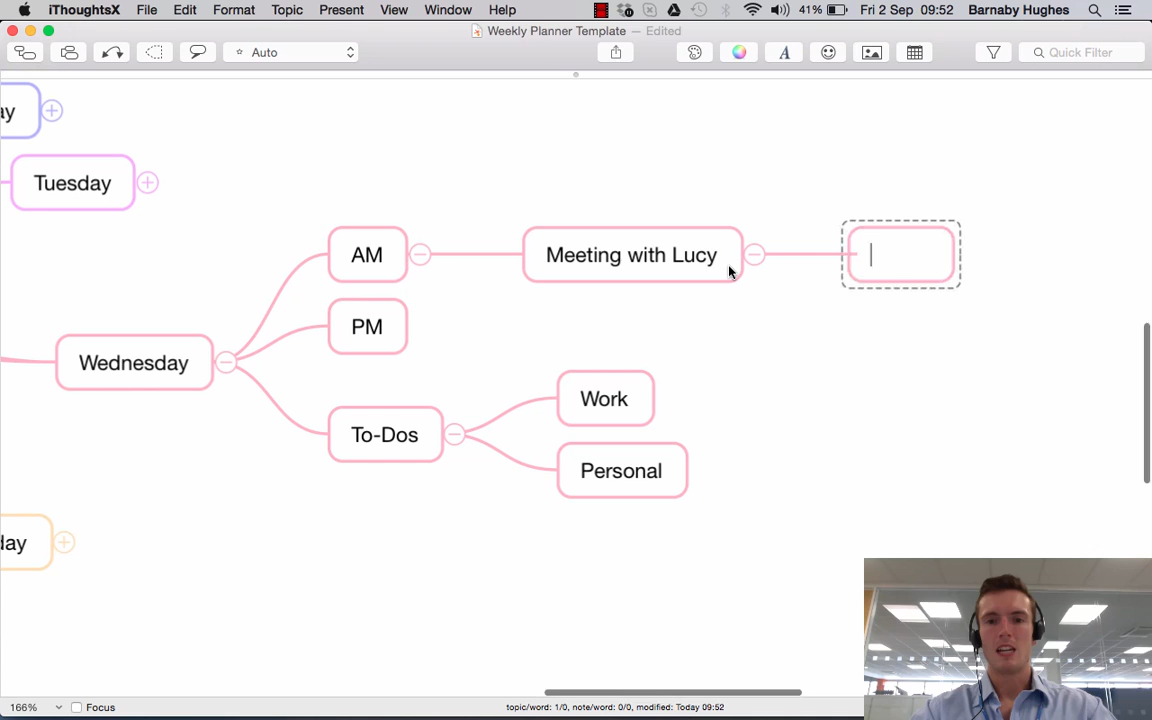 iThoughtsX File Edit Format Topic Present View Window Help 41% Fri 2 Sep 09:52 Barnaby Hughes
Weekly Planner Template — Edited
Auto
Quick Filter
ay
Tuesday
AM
Meeting with Lucy
PM
Wednesday
Work
To-Dos
Personal
day
166%
Focus
topic/word: 1/0, note/word: 0/0, modified: Today 09:52